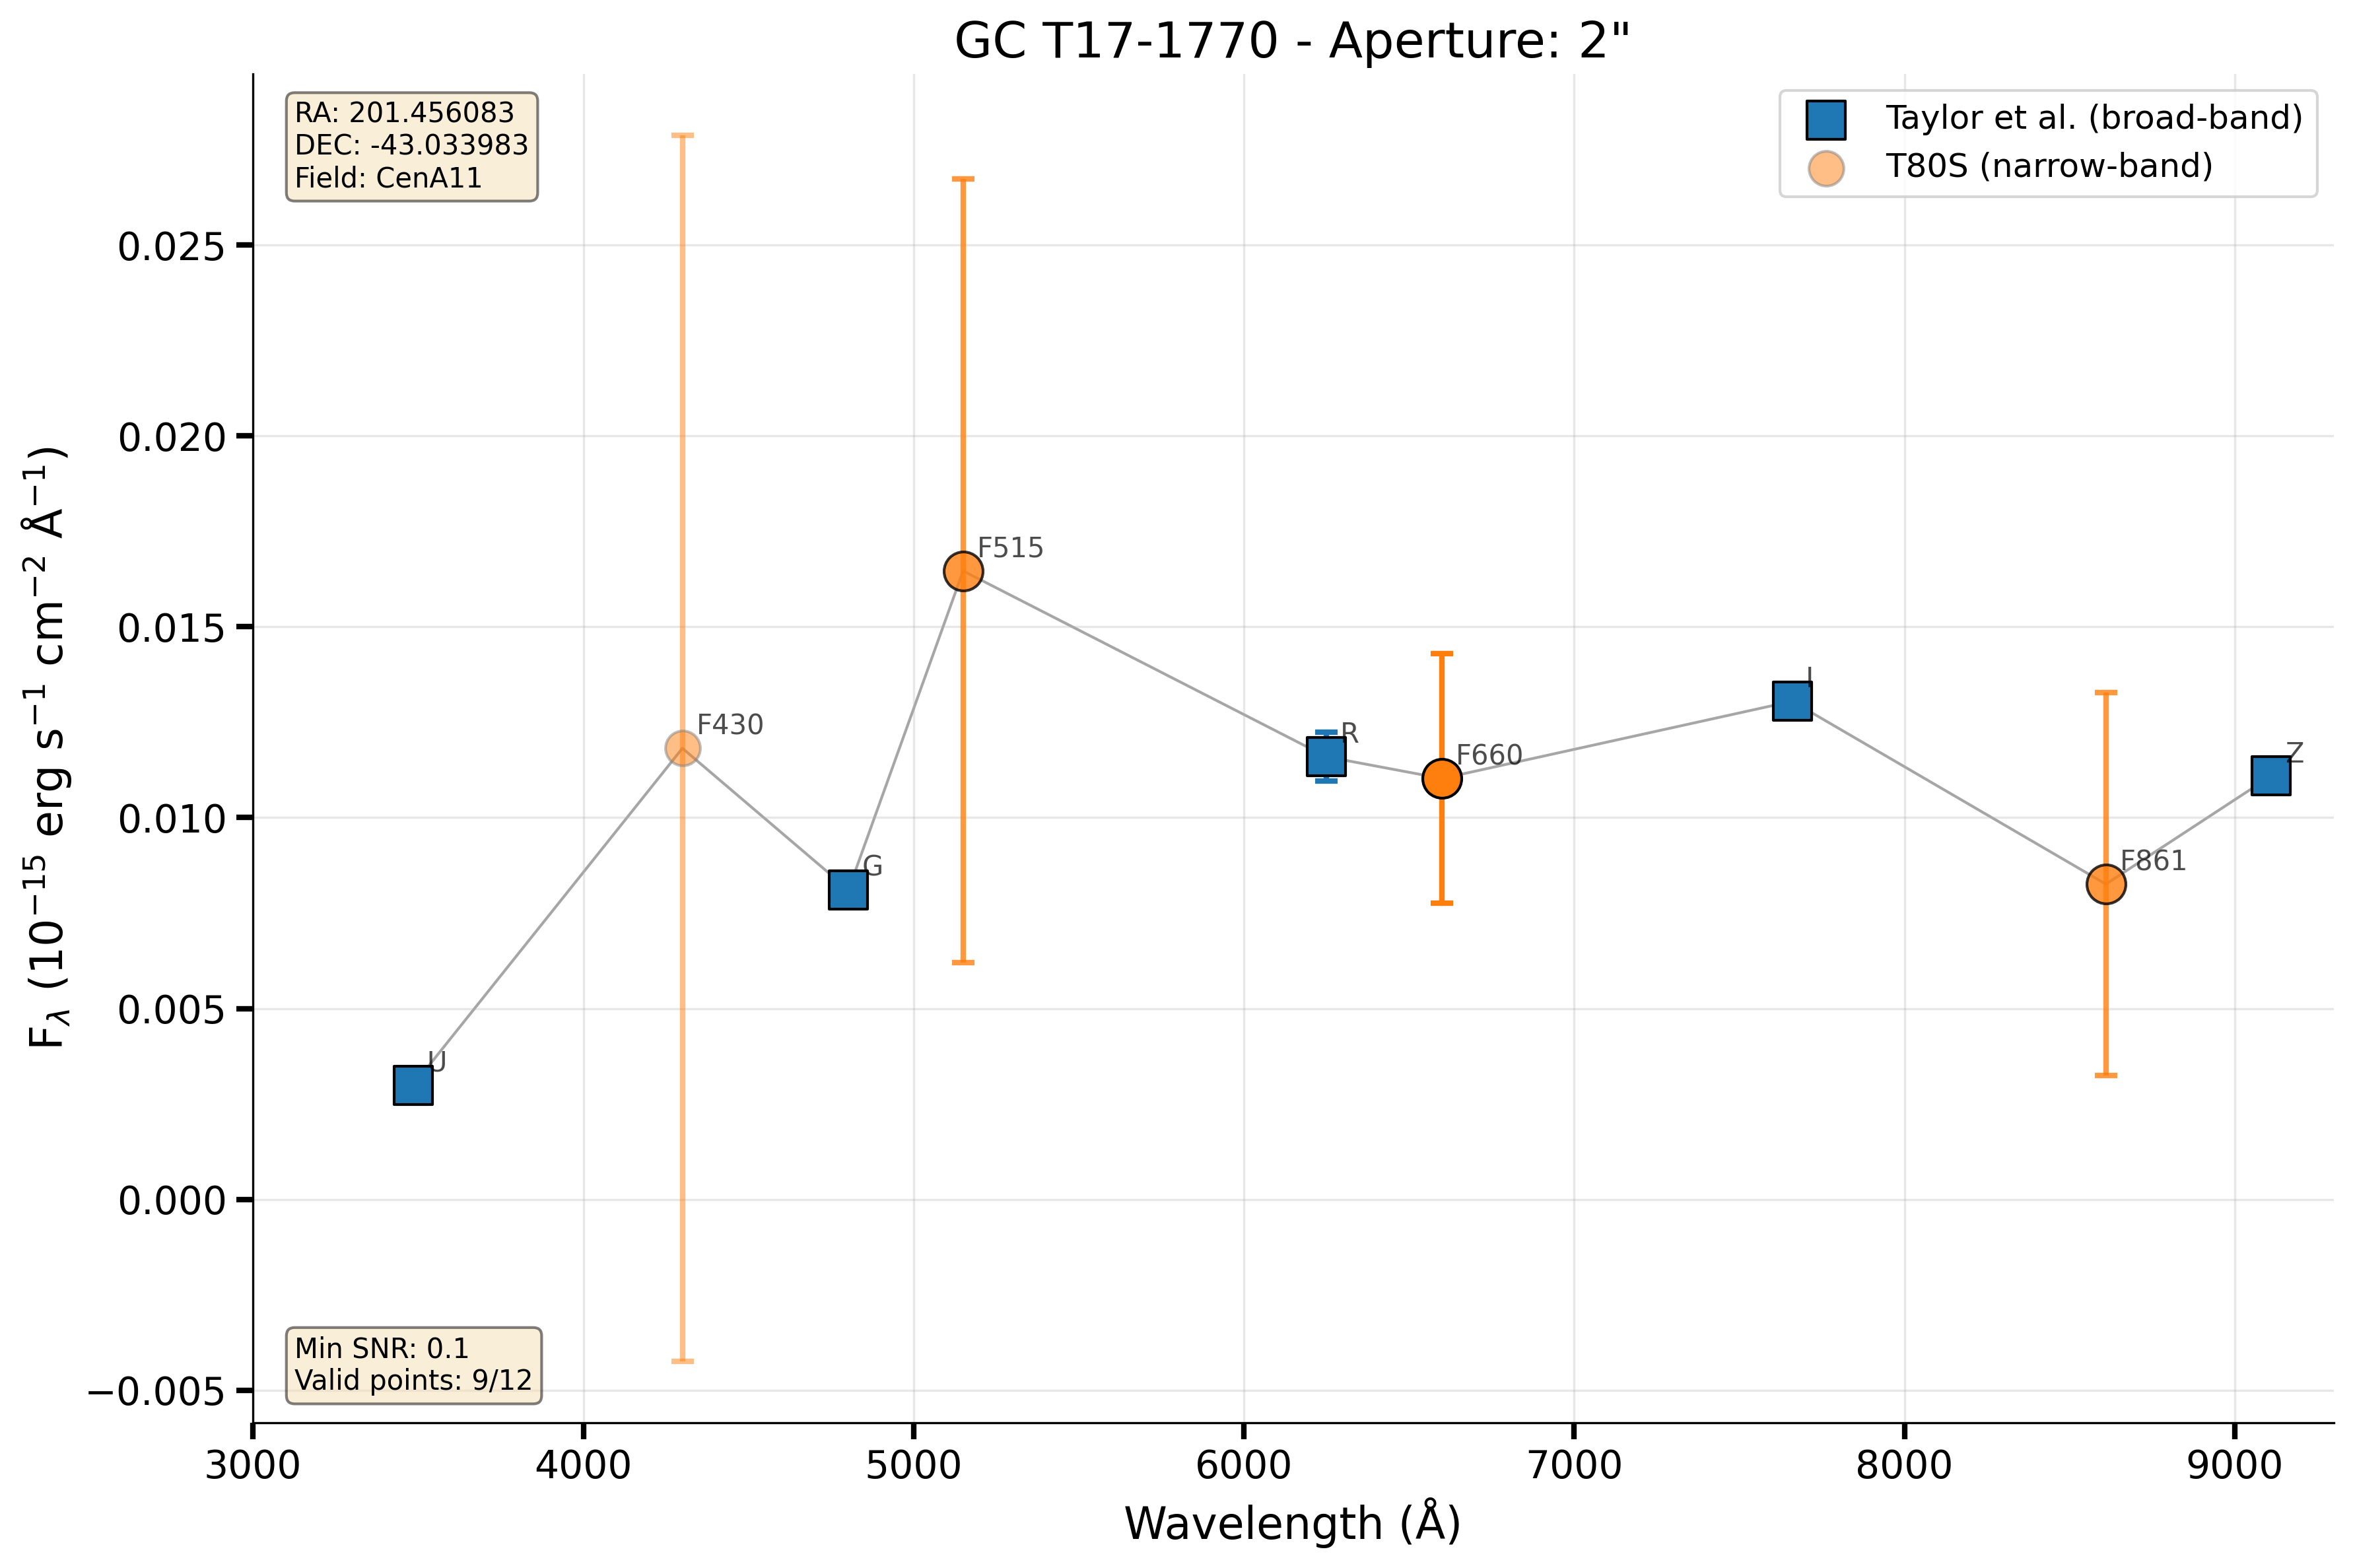 GC T17-1770 - Aperture: 2"
RA: 201.456083
DEC: -43.033983
Field: CenA11
Taylor et al. (broad-band)
T80S (narrow-band)
0.025
0.020
0.015
0.010
0.005
0.000
−0.005
F_λ (10⁻¹⁵ erg s⁻¹ cm⁻² Å⁻¹)
U
F430
G
F515
R
F660
I
F861
Z
Min SNR: 0.1
Valid points: 9/12
3000 4000 5000 6000 7000 8000 9000
Wavelength (Å)